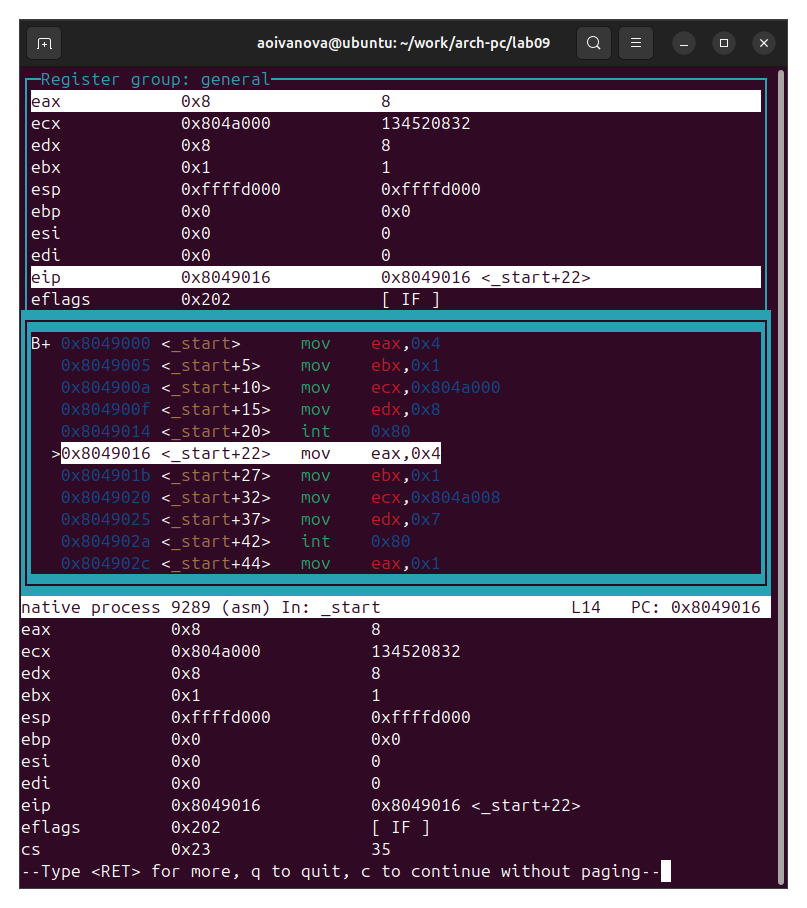 aoivanova@ubuntu: ~/work/arch-pc/lab09
Register group: general
eax 0x8 8
ecx 0x804a000 134520832
edx 0x8 8
ebx 0x1 1
esp 0xffffd000 0xffffd000
ebp 0x0 0x0
esi 0x0 0
edi 0x0 0
eip 0x8049016 0x8049016 <_start+22>
eflags 0x202 [ IF ]
B+ 0x8049000 <_start> mov eax,0x4
0x8049005 <_start+5> mov ebx,0x1
0x804900a <_start+10> mov ecx,0x804a000
0x804900f <_start+15> mov edx,0x8
0x8049014 <_start+20> int 0x80
>0x8049016 <_start+22> mov eax,0x4
0x804901b <_start+27> mov ebx,0x1
0x8049020 <_start+32> mov ecx,0x804a008
0x8049025 <_start+37> mov edx,0x7
0x804902a <_start+42> int 0x80
0x804902c <_start+44> mov eax,0x1
native process 9289 (asm) In: _start L14 PC: 0x8049016
eax 0x8 8
ecx 0x804a000 134520832
edx 0x8 8
ebx 0x1 1
esp 0xffffd000 0xffffd000
ebp 0x0 0x0
esi 0x0 0
edi 0x0 0
eip 0x8049016 0x8049016 <_start+22>
eflags 0x202 [ IF ]
cs 0x23 35
--Type <RET> for more, q to quit, c to continue without paging--